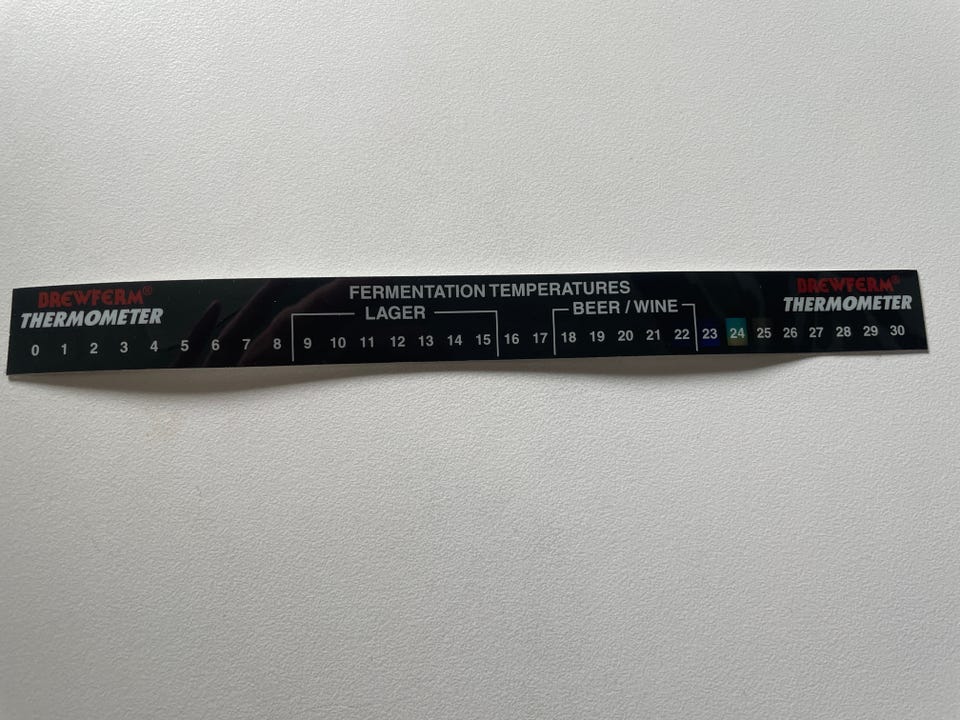 BREWFERM®
THERMOMETER
FERMENTATION TEMPERATURES
LAGER
BEER / WINE
0 1 2 3 4 5 6 7 8 9 10 11 12 13 14 15 16 17 18 19 20 21 22 23 24 25 26 27 28 29 30
BREWFERM®
THERMOMETER